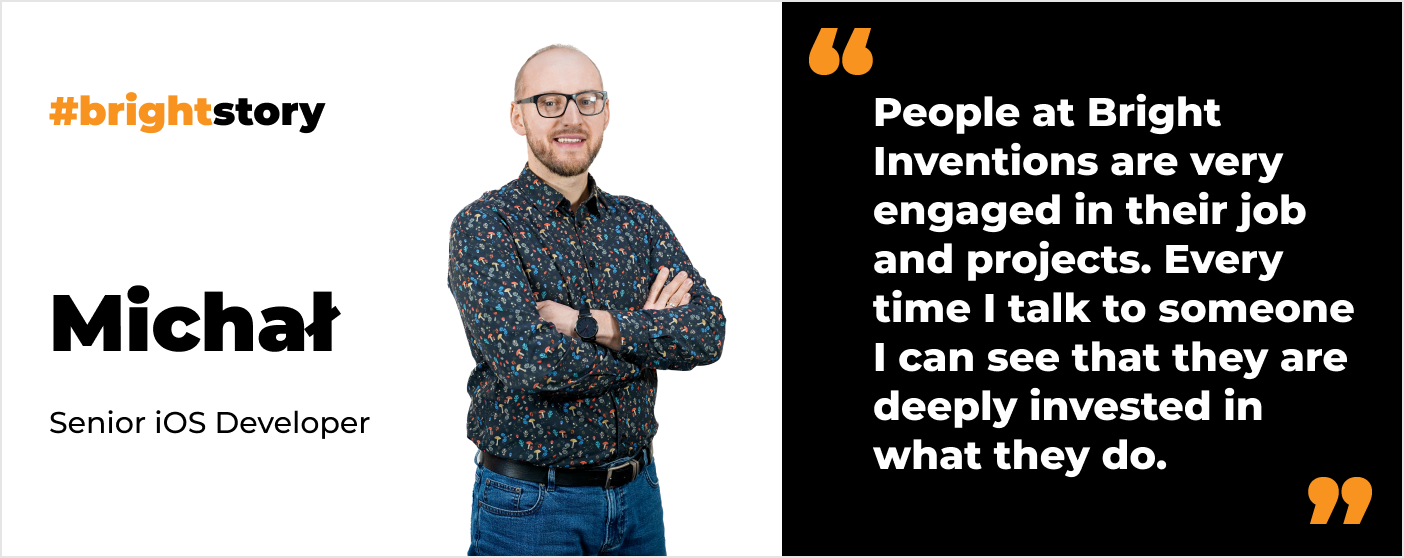 #brightstory
Michał
Senior iOS Developer
“
People at Bright
Inventions are very
engaged in their job
and projects. Every
time I talk to someone
I can see that they are
deeply invested in
what they do.
”